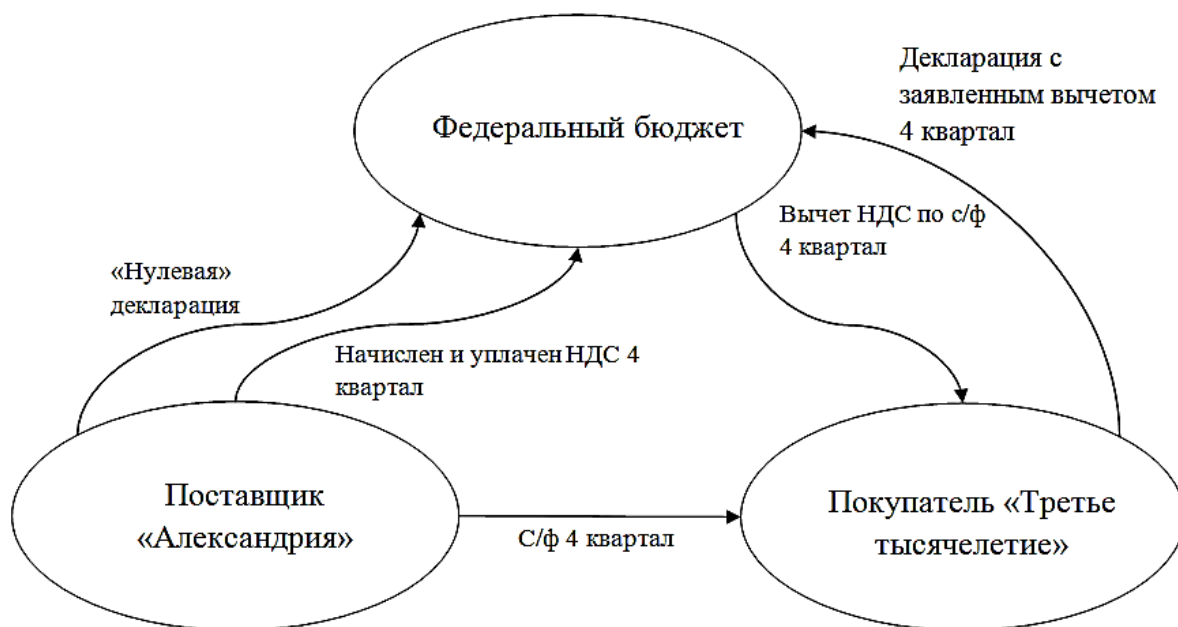 Федеральный бюджет
Декларация с
заявленным вычетом
4 квартал
Вычет НДС по с/ф
4 квартал
«Нулевая»
декларация
Начислен и уплачен НДС 4
квартал
Поставщик
«Александрия»
С/ф 4 квартал
Покупатель «Третье
тысячелетие»